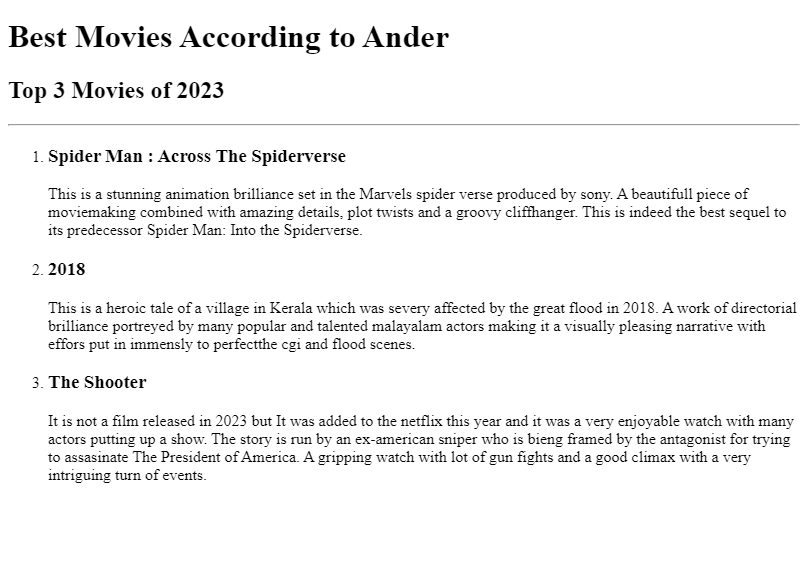 Best Movies According to Ander
Top 3 Movies of 2023
1. Spider Man : Across The Spiderverse
This is a stunning animation brilliance set in the Marvels spider verse produced by sony. A beautifull piece of
moviemaking combined with amazing details, plot twists and a groovy cliffhanger. This is indeed the best sequel to
its predecessor Spider Man: Into the Spiderverse.
2. 2018
This is a heroic tale of a village in Kerala which was severy affected by the great flood in 2018. A work of directorial
brilliance portreyed by many popular and talented malayalam actors making it a visually pleasing narrative with
effors put in immensly to perfectthe cgi and flood scenes.
3. The Shooter
It is not a film released in 2023 but It was added to the netflix this year and it was a very enjoyable watch with many
actors putting up a show. The story is run by an ex-american sniper who is bieng framed by the antagonist for trying
to assasinate The President of America. A gripping watch with lot of gun fights and a good climax with a very
intriguing turn of events.